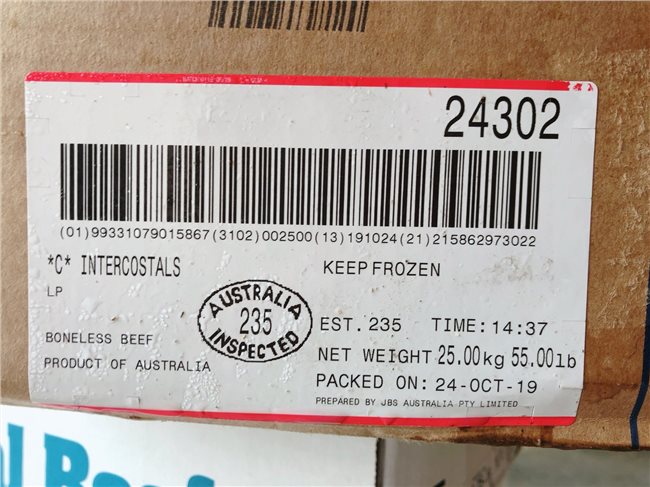 24302
(01)99331079015867(3102)002500(13)191024(21)215862973022
*C* INTERCOSTALS
KEEP FROZEN
LP
AUSTRALIA
235
INSPECTED
EST. 235 TIME: 14:37
BONELESS BEEF
NET WEIGHT 25.00kg 55.00lb
PRODUCT OF AUSTRALIA
PACKED ON: 24-OCT-19
PREPARED BY JBS AUSTRALIA PTY LIMITED